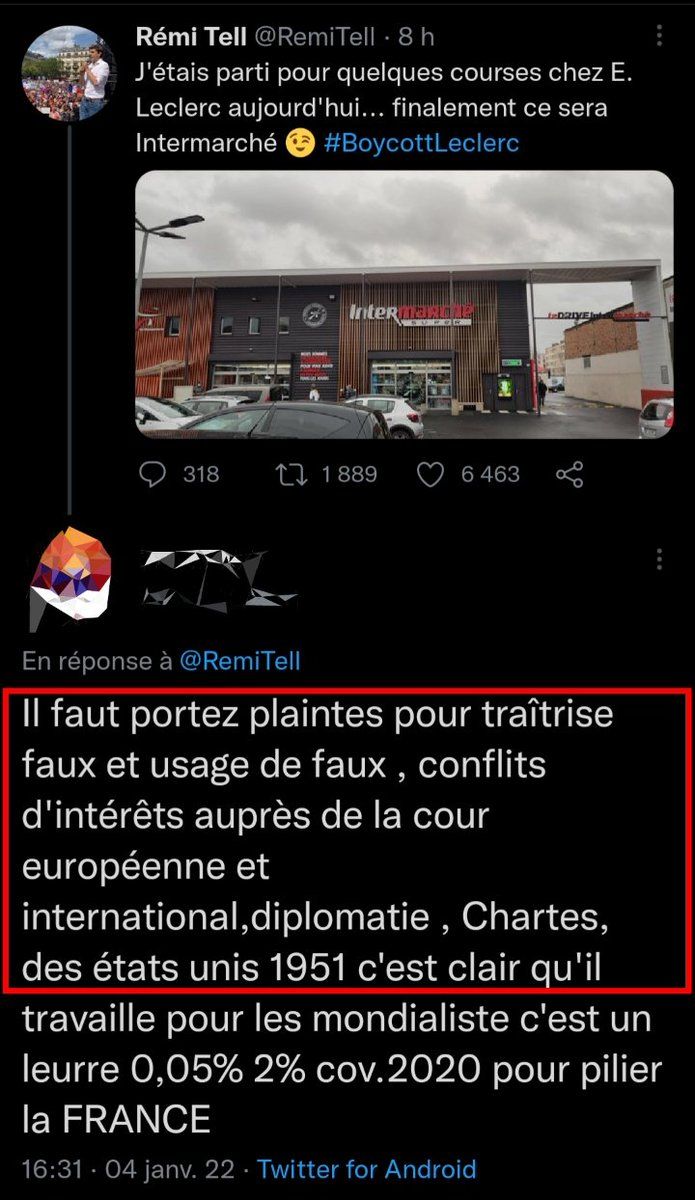 Rémi Tell @RemiTell · 8 h
J'étais parti pour quelques courses chez E.
Leclerc aujourd'hui... finalement ce sera
Intermarché 😉 #BoycottLeclerc
Intermarché
SUPER
leDRIVE Intermarché
318 1 889 6 463
En réponse à @RemiTell
Il faut portez plaintes pour traîtrise
faux et usage de faux , conflits
d'intérêts auprès de la cour
européenne et
international,diplomatie , Chartes,
des états unis 1951 c'est clair qu'il
travaille pour les mondialiste c'est un
leurre 0,05% 2% cov.2020 pour pilier
la FRANCE
16:31 · 04 janv. 22 · Twitter for Android